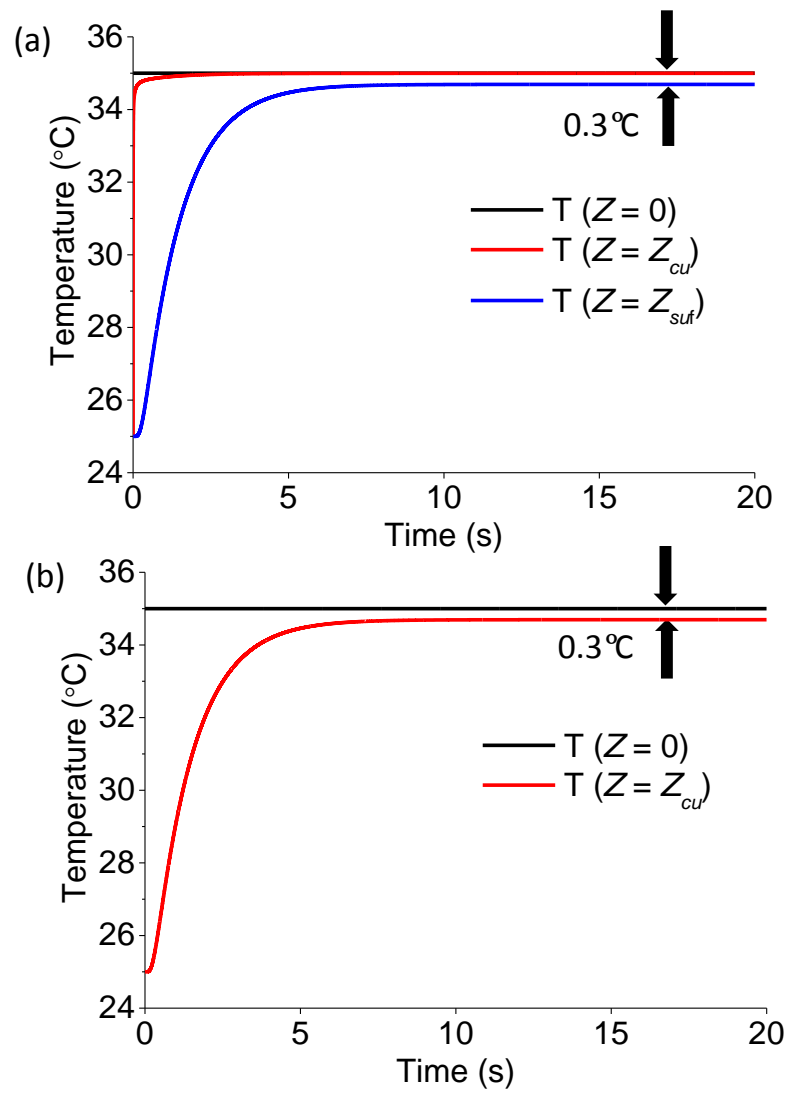 (a)
36
34
32
30
28
26
24
Temperature (°C)
0.3℃
T (Z = 0)
T (Z = Zcu)
T (Z = Zsuf)
0 5 10 15 20
Time (s)
(b)
36
34
32
30
28
26
24
Temperature (°C)
0.3℃
T (Z = 0)
T (Z = Zcu)
0 5 10 15 20
Time (s)